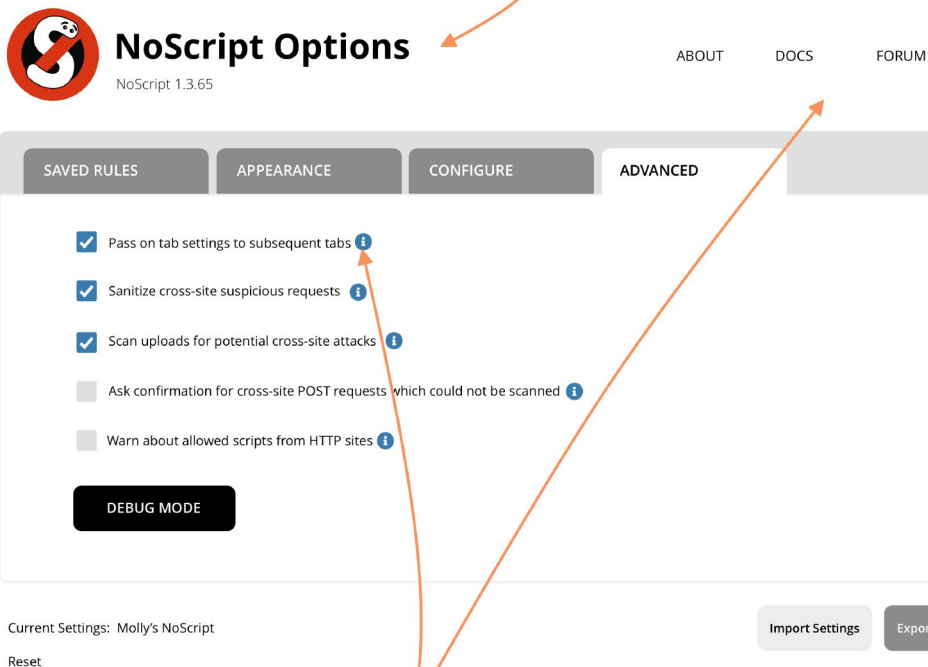 NoScript Options
NoScript 1.3.65
ABOUT DOCS FORUM
SAVED RULES APPEARANCE CONFIGURE ADVANCED
Pass on tab settings to subsequent tabs
Sanitize cross-site suspicious requests
Scan uploads for potential cross-site attacks
Ask confirmation for cross-site POST requests which could not be scanned
Warn about allowed scripts from HTTP sites
DEBUG MODE
Current Settings: Molly's NoScript
Import Settings
Reset